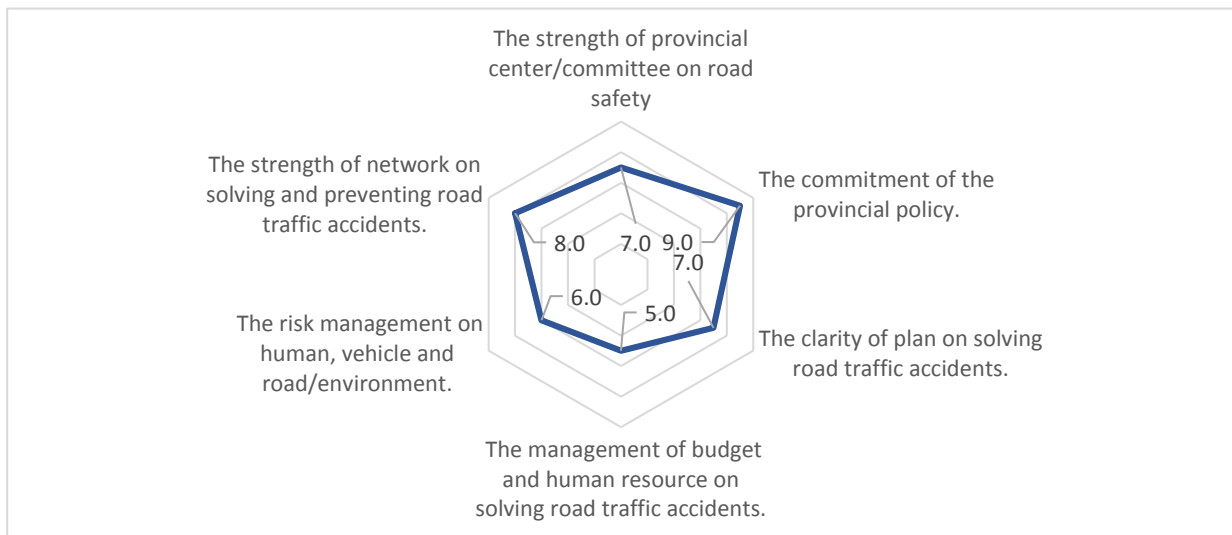 The strength of provincial
center/committee on road
safety
The commitment of the
provincial policy.
The clarity of plan on solving
road traffic accidents.
The management of budget
and human resource on
solving road traffic accidents.
The risk management on
human, vehicle and
road/environment.
The strength of network on
solving and preventing road
traffic accidents.
7.0
9.0
7.0
5.0
6.0
8.0